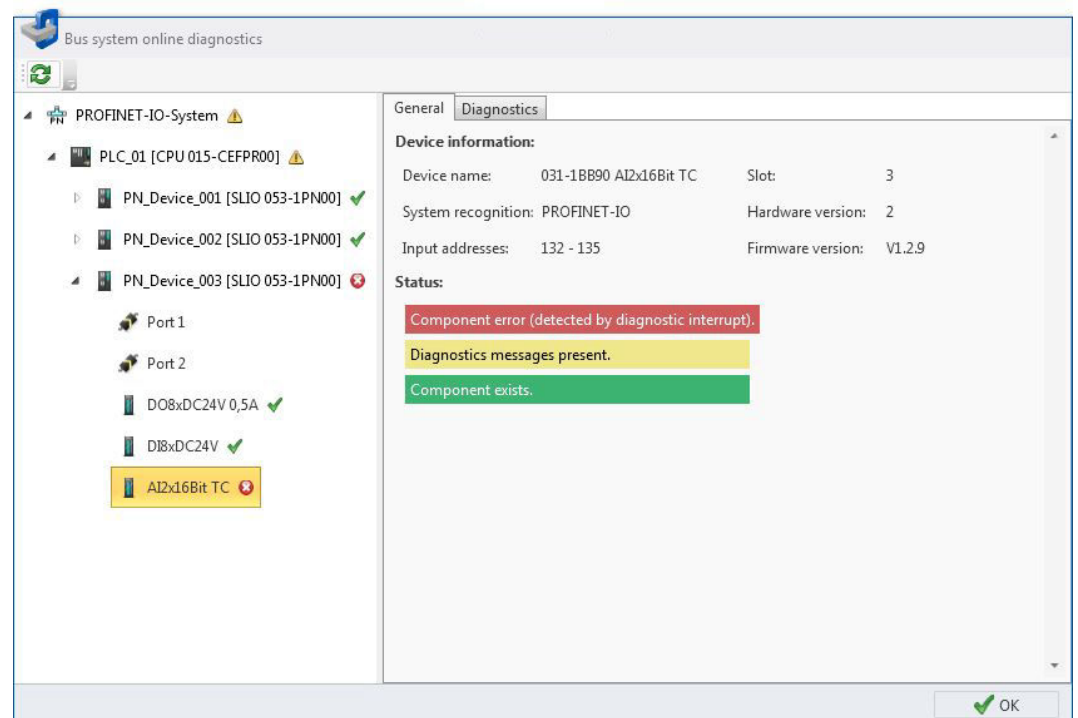 Bus system online diagnostics
PROFINET-IO-System
PLC_01 [CPU 015-CEFPR00]
PN_Device_001 [SLIO 053-1PN00]
PN_Device_002 [SLIO 053-1PN00]
PN_Device_003 [SLIO 053-1PN00]
Port 1
Port 2
DO8xDC24V 0,5A
DI8xDC24V
AI2x16Bit TC
General Diagnostics
Device information:
Device name: 031-1BB90 AI2x16Bit TC Slot: 3
System recognition: PROFINET-IO Hardware version: 2
Input addresses: 132 - 135 Firmware version: V1.2.9
Status:
Component error (detected by diagnostic interrupt).
Diagnostics messages present.
Component exists.
OK